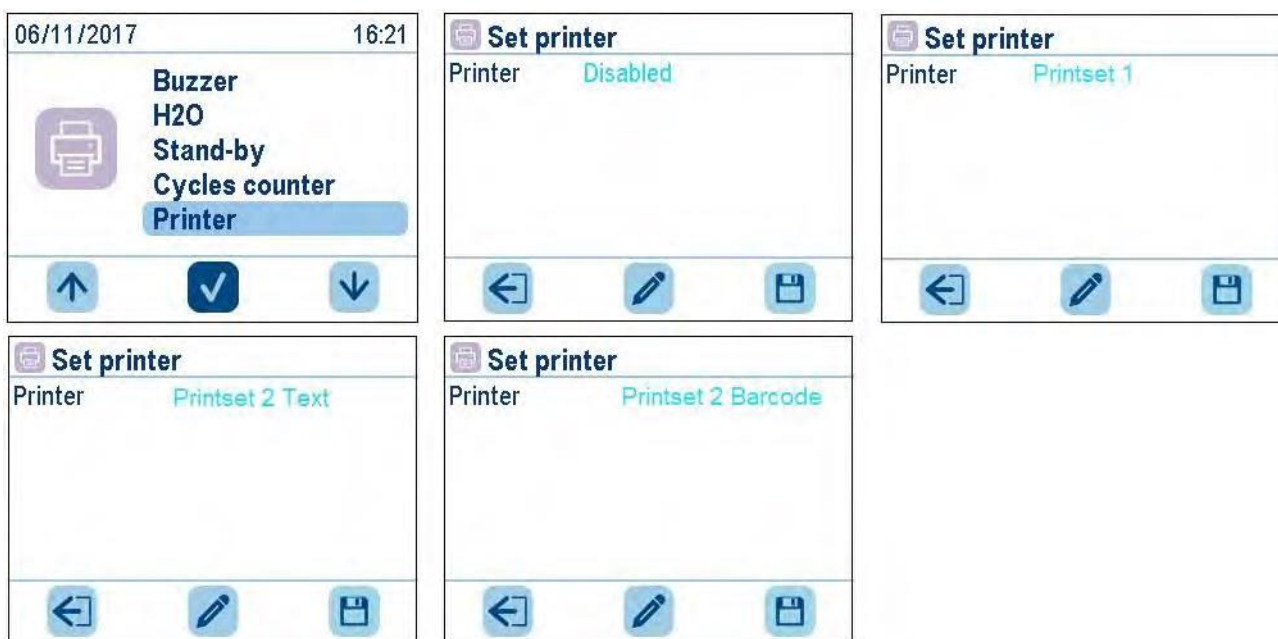 06/11/2017 16:21
Buzzer
H2O
Stand-by
Cycles counter
Printer
Set printer
Printer Disabled
Set printer
Printer Printset 1
Set printer
Printer Printset 2 Text
Set printer
Printer Printset 2 Barcode